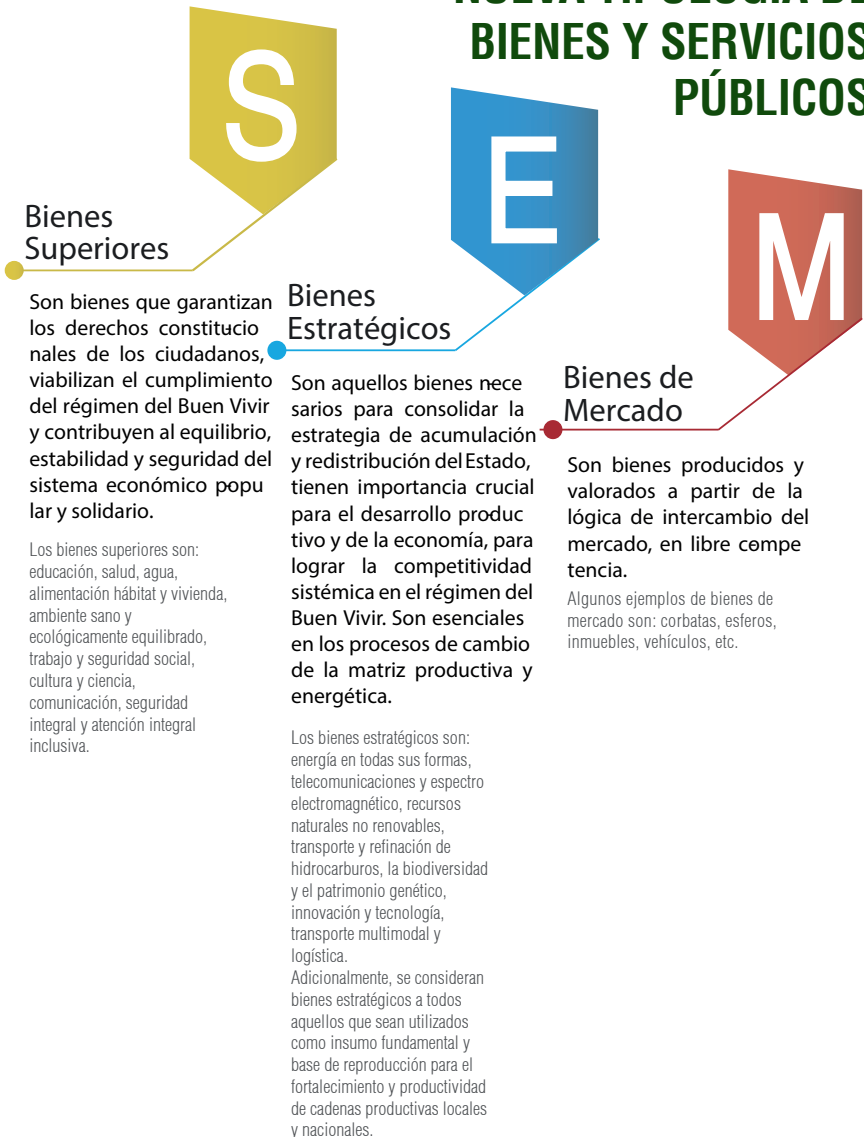 NUEVA TIPOLOGÍA DE
BIENES Y SERVICIOS
PÚBLICOS
S
Bienes
Superiores
Son bienes que garantizan
los derechos constitucio
nales de los ciudadanos,
viabilizan el cumplimiento
del régimen del Buen Vivir
y contribuyen al equilibrio,
estabilidad y seguridad del
sistema económico popu
lar y solidario.
Los bienes superiores son:
educación, salud, agua,
alimentación hábitat y vivienda,
ambiente sano y
ecológicamente equilibrado,
trabajo y seguridad social,
cultura y ciencia,
comunicación, seguridad
integral y atención integral
inclusiva.
E
Bienes
Estratégicos
Son aquellos bienes nece
sarios para consolidar la
estrategia de acumulación
y redistribución del Estado,
tienen importancia crucial
para el desarrollo produc
tivo y de la economía, para
lograr la competitividad
sistémica en el régimen del
Buen Vivir. Son esenciales
en los procesos de cambio
de la matriz productiva y
energética.
Los bienes estratégicos son:
energía en todas sus formas,
telecomunicaciones y espectro
electromagnético, recursos
naturales no renovables,
transporte y refinación de
hidrocarburos, la biodiversidad
y el patrimonio genético,
innovación y tecnología,
transporte multimodal y
logística.
Adicionalmente, se consideran
bienes estratégicos a todos
aquellos que sean utilizados
como insumo fundamental y
base de reproducción para el
fortalecimiento y productividad
de cadenas productivas locales
y nacionales.
M
Bienes de
Mercado
Son bienes producidos y
valorados a partir de la
lógica de intercambio del
mercado, en libre compe
tencia.
Algunos ejemplos de bienes de
mercado son: corbatas, esferos,
inmuebles, vehículos, etc.